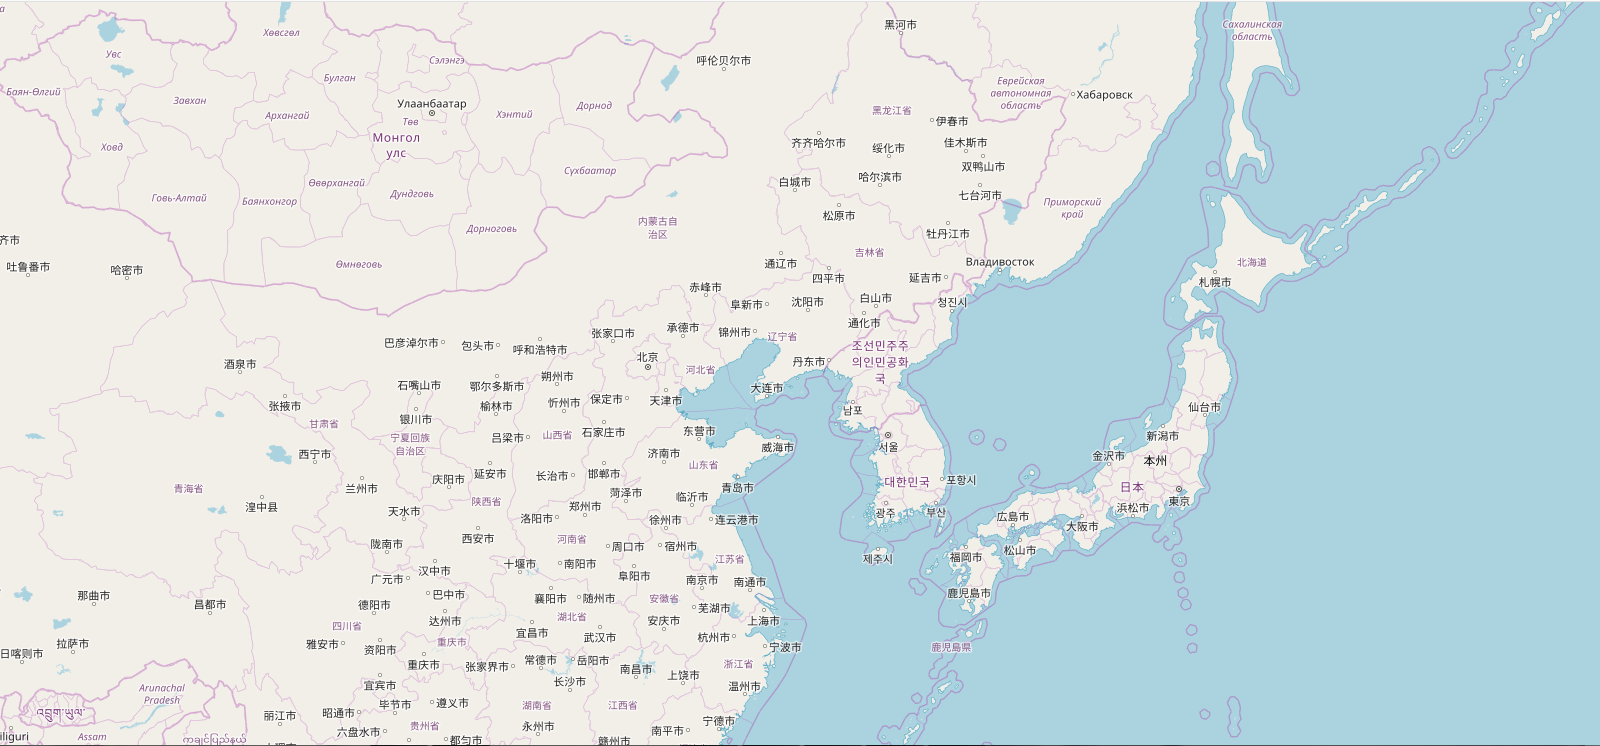 黑河市
Сахалинская
область
Хөвсгөл
Увс
Сэлэнгэ
呼伦贝尔市
Булган
Баян-Өлгий
Завхан
Улаанбаатар
Төв
Дорнод
Еврейская
автономная
область
Хабаровск
Архангай
Хэнтий
黑龙江省
伊春市
Монгол
улс
Ховд
齐齐哈尔市
绥化市
佳木斯市
双鸭山市
Сүхбаатар
Өвөрхангай
哈尔滨市
白城市
Говь-Алтай
Баянхонгор
Дундговь
七台河市
Приморский
край
松原市
内蒙古自
治区
Дорноговь
牡丹江市
齐市
吐鲁番市
哈密市
Өмнөговь
通辽市
吉林省
Владивосток
北海道
四平市
延吉市
札幌市
赤峰市
阜新市
沈阳市
白山市
청진시
张家口市
承德市
锦州市
辽宁省
通化市
巴彦淖尔市
包头市
呼和浩特市
北京
조선민주주
의인민공화
국
酒泉市
河北省
丹东市
石嘴山市
鄂尔多斯市
朔州市
大连市
张掖市
榆林市
忻州市
保定市
天津市
남포
仙台市
甘肃省
银川市
宁夏回族
自治区
吕梁市
山西省
石家庄市
东营市
威海市
서울
新潟市
西宁市
济南市
山东省
金沢市
本州
青海省
兰州市
庆阳市
延安市
长治市
邯郸市
青岛市
대한민국
포항시
日本
東京
湟中县
陕西省
菏泽市
临沂市
天水市
洛阳市
郑州市
徐州市
连云港市
광주
부산
広島市
浜松市
大阪市
陇南市
西安市
河南省
周口市
宿州市
江苏省
제주시
福岡市
松山市
广元市
汉中市
十堰市
南阳市
阜阳市
南京市
南通市
那曲市
昌都市
德阳市
巴中市
襄阳市
随州市
安徽省
芜湖市
鹿児島市
四川省
达州市
湖北省
安庆市
上海市
拉萨市
雅安市
资阳市
重庆市
宜昌市
武汉市
杭州市
宁波市
鹿児島県
日喀则市
重庆市
张家界市
常德市
岳阳市
南昌市
上饶市
浙江省
Arunachal
Pradesh
宜宾市
长沙市
温州市
འབྲུག་ཡུལ་
丽江市
昭通市
毕节市
遵义市
湖南省
江西省
iliguri
Assam
六盘水市
贵州省
都匀市
永州市
赣州市
南平市
宁德市